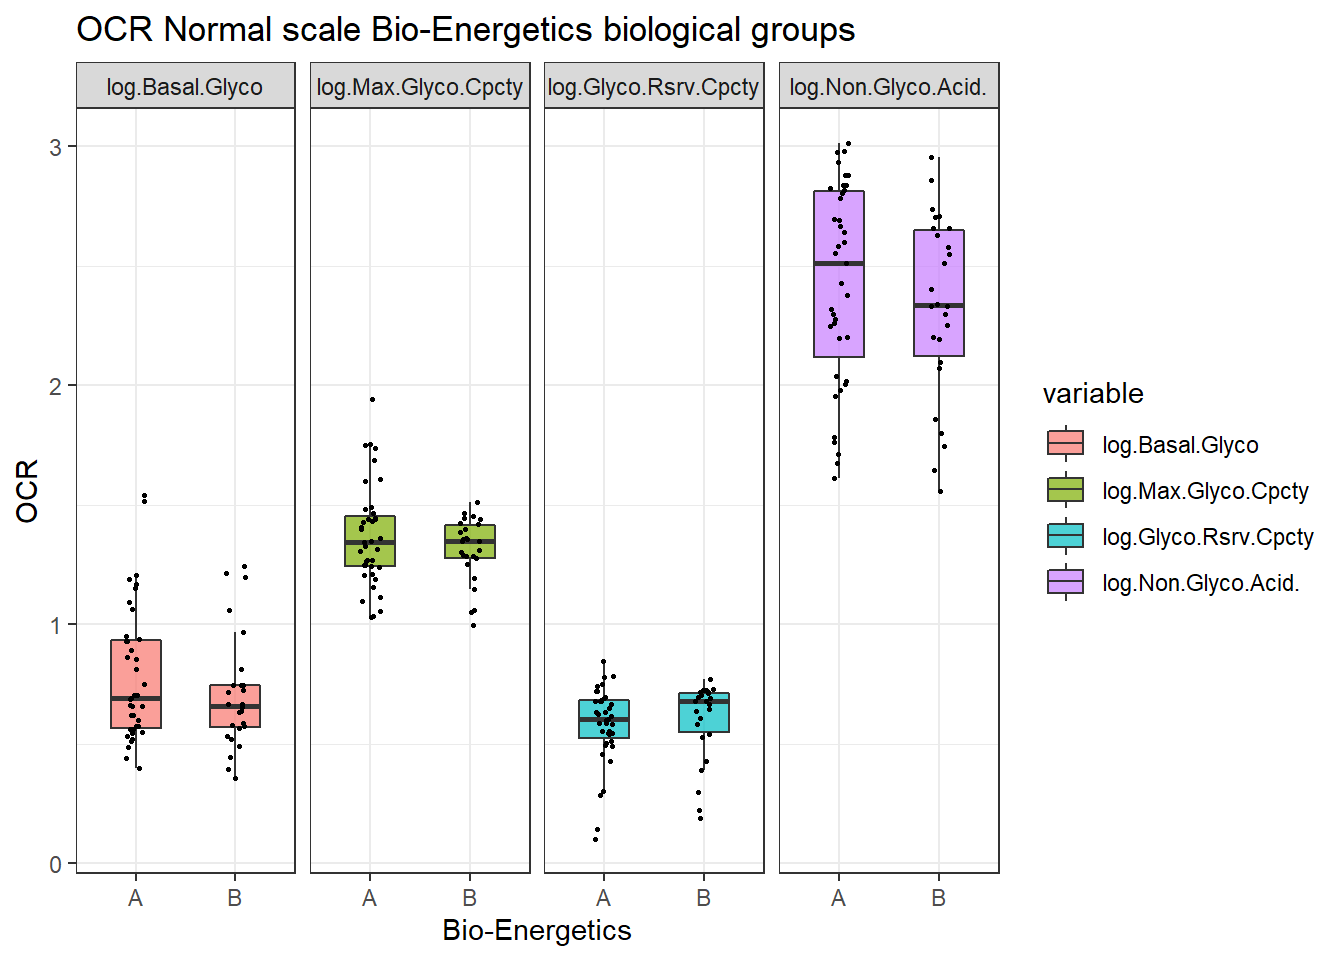 OCR Normal scale Bio-Energetics biological groups
log.Basal.Glyco
log.Max.Glyco.Cpcty
log.Glyco.Rsrv.Cpcty
log.Non.Glyco.Acid.
3
2
1
0
OCR
A
B
A
B
A
B
A
B
Bio-Energetics
variable
log.Basal.Glyco
log.Max.Glyco.Cpcty
log.Glyco.Rsrv.Cpcty
log.Non.Glyco.Acid.